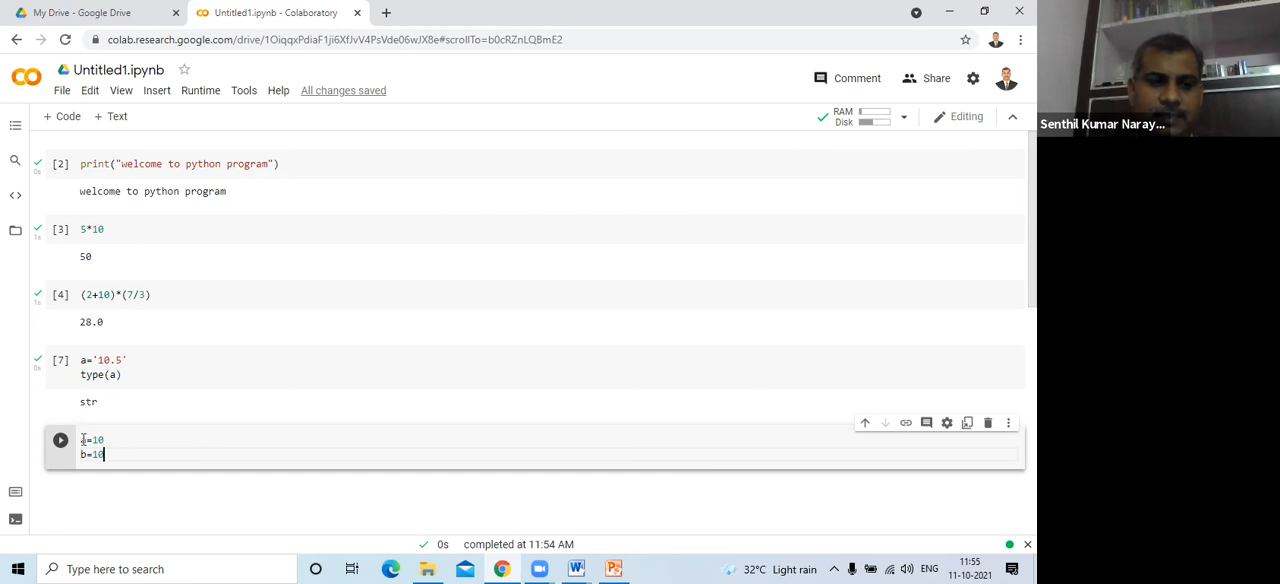 My Drive - Google Drive
Untitled1.ipynb - Colaboratory
colab.research.google.com/drive/1OiqqxPdiaF1ji6XfJvV4PsVde06wJX8e#scrollTo=b0cRZnLQBmE2
Untitled1.ipynb
Comment
Share
File Edit View Insert Runtime Tools Help All changes saved
+ Code + Text
RAM
Disk
Editing
Senthil Kumar Naray...
[2] print("welcome to python program")
0s
welcome to python program
[3] 5*10
1s
50
[4] (2+10)*(7/3)
1s
28.0
[7] a='10.5'
0s
type(a)
str
=10
b=10
0s completed at 11:54 AM
Type here to search
32°C Light rain
ENG
11:55
11-10-2021